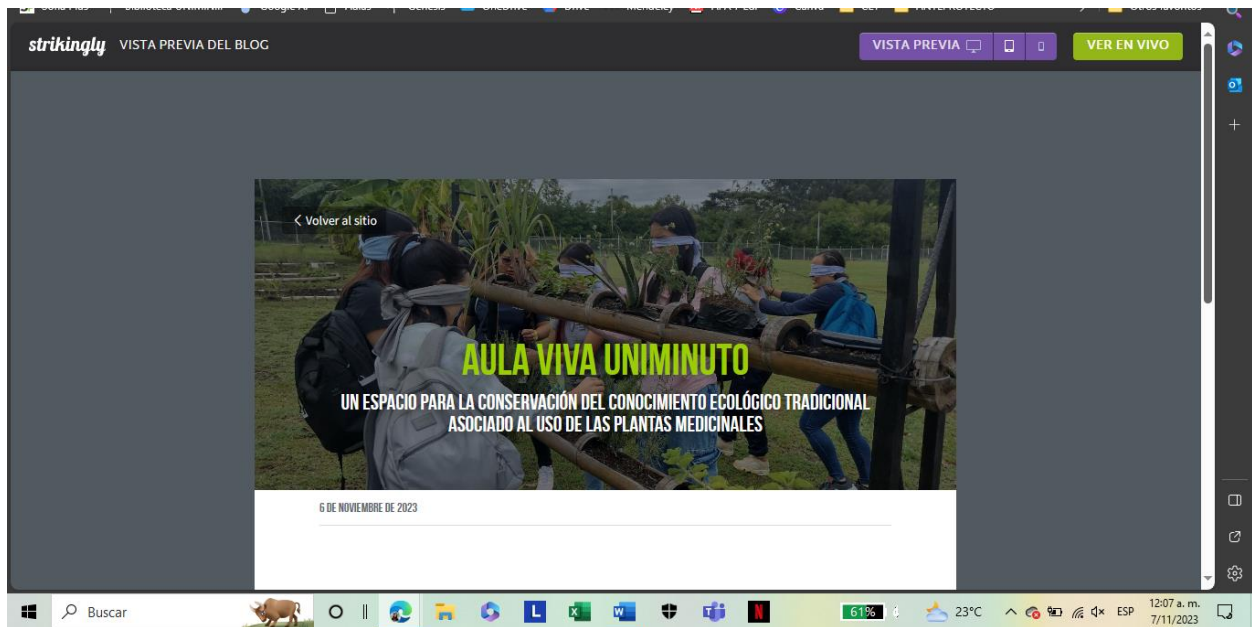 strikingly VISTA PREVIA DEL BLOG
VISTA PREVIA
VER EN VIVO
Volver al sitio
AULA VIVA UNIMINUTO
UN ESPACIO PARA LA CONSERVACIÓN DEL CONOCIMIENTO ECOLÓGICO TRADICIONAL
ASOCIADO AL USO DE LAS PLANTAS MEDICINALES
6 DE NOVIEMBRE DE 2023
Buscar
L
61%
23°C
ESP
12:07 a. m.
7/11/2023